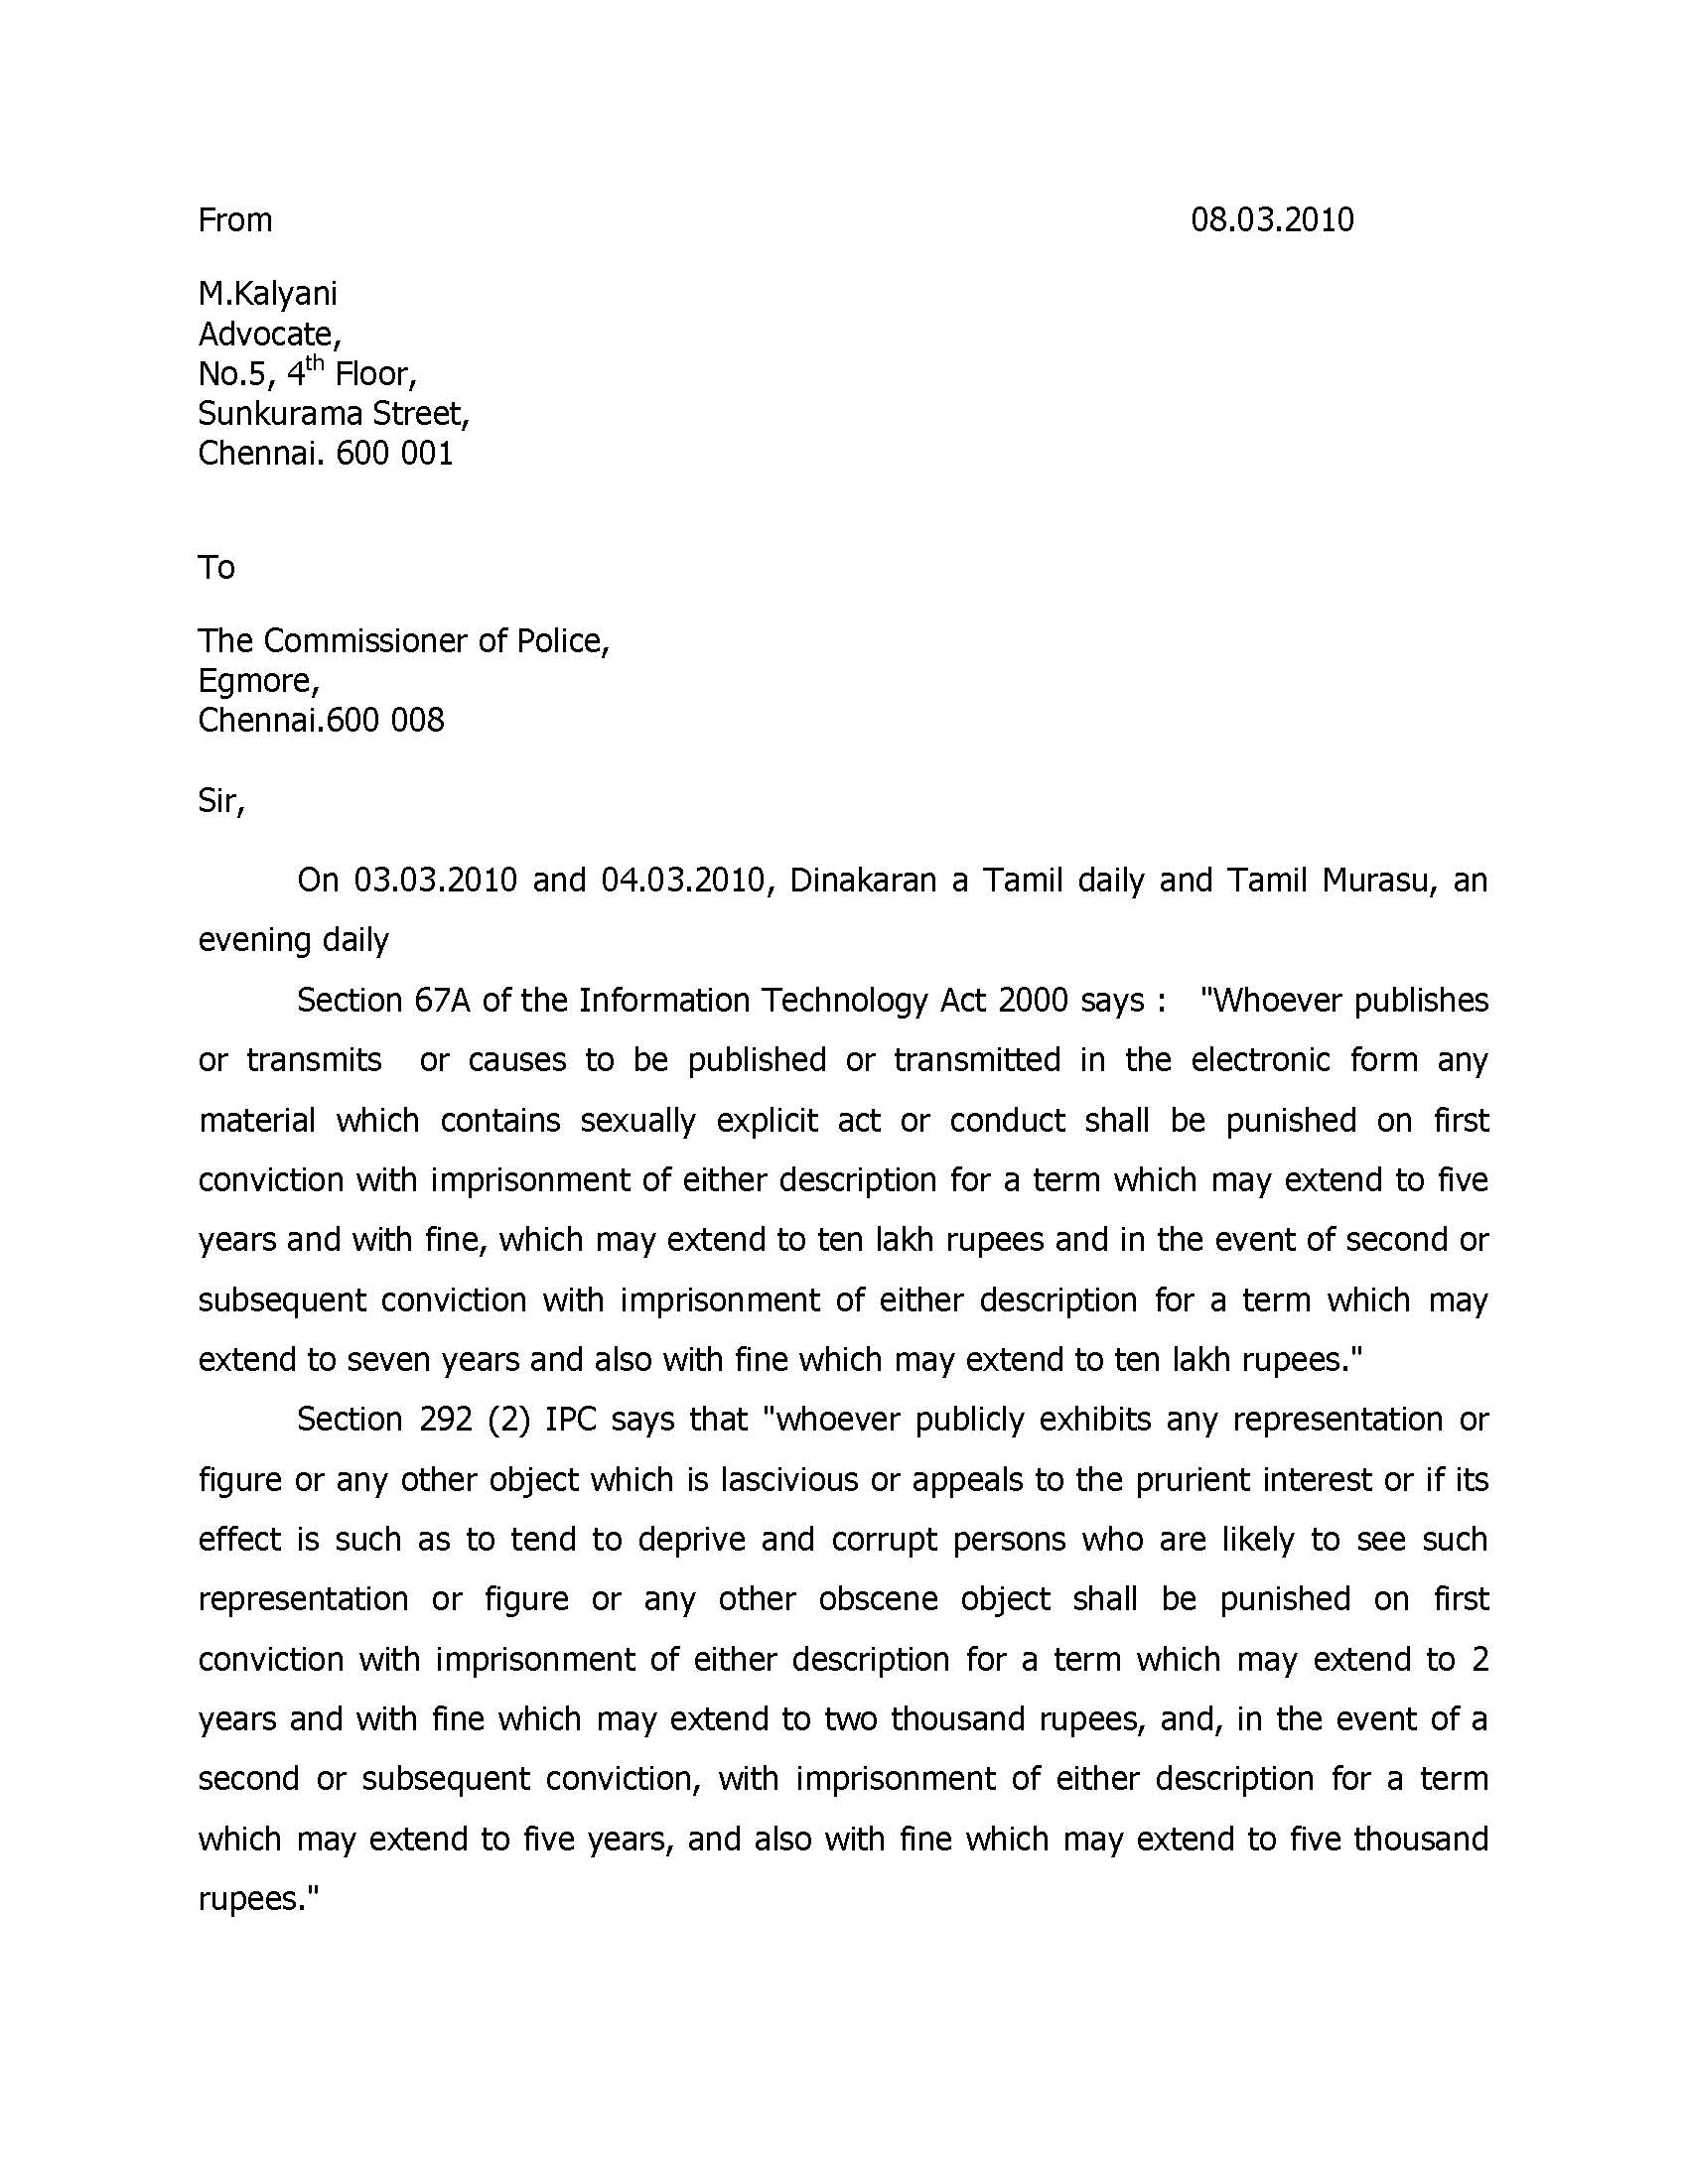 From 08.03.2010
M.Kalyani
Advocate,
No.5, 4th Floor,
Sunkurama Street,
Chennai. 600 001
To
The Commissioner of Police,
Egmore,
Chennai.600 008
Sir,
On 03.03.2010 and 04.03.2010, Dinakaran a Tamil daily and Tamil Murasu, an
evening daily
Section 67A of the Information Technology Act 2000 says : "Whoever publishes
or transmits or causes to be published or transmitted in the electronic form any
material which contains sexually explicit act or conduct shall be punished on first
conviction with imprisonment of either description for a term which may extend to five
years and with fine, which may extend to ten lakh rupees and in the event of second or
subsequent conviction with imprisonment of either description for a term which may
extend to seven years and also with fine which may extend to ten lakh rupees."
Section 292 (2) IPC says that "whoever publicly exhibits any representation or
figure or any other object which is lascivious or appeals to the prurient interest or if its
effect is such as to tend to deprive and corrupt persons who are likely to see such
representation or figure or any other obscene object shall be punished on first
conviction with imprisonment of either description for a term which may extend to 2
years and with fine which may extend to two thousand rupees, and, in the event of a
second or subsequent conviction, with imprisonment of either description for a term
which may extend to five years, and also with fine which may extend to five thousand
rupees."